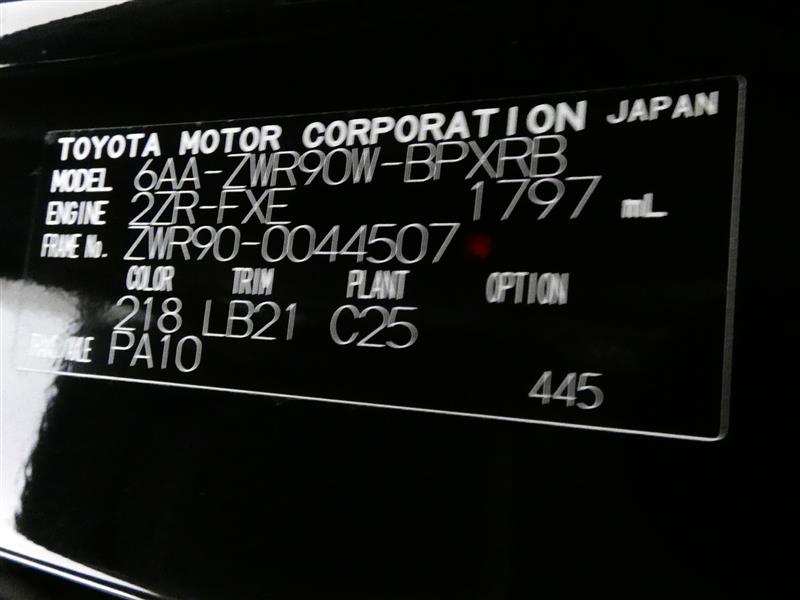 TOYOTA MOTOR CORPORATION JAPAN
MODEL 6AA-ZWR90W-BPXRB
ENGINE 2ZR-FXE 1797 mL
FRAME No. ZWR90-0044507
COLOR TRIM PLANT OPTION
218 LB21 C25
PA10
445